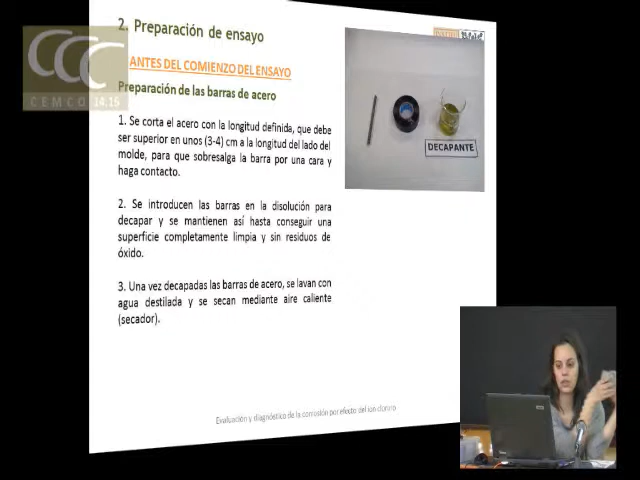 2. Preparación de ensayo
CCC
CEMCO 14.15
ANTES DEL COMIENZO DEL ENSAYO
Preparación de las barras de acero
1. Se corta el acero con la longitud definida, que debe
ser superior en unos (3-4) cm a la longitud del lado del
molde, para que sobresalga la barra por una cara y
haga contacto.
DECAPANTE
2. Se introducen las barras en la disolución para
decapar y se mantienen así hasta conseguir una
superficie completamente limpia y sin residuos de
óxido.
3. Una vez decapadas las barras de acero, se lavan con
agua destilada y se secan mediante aire caliente
(secador).
Evaluación y diagnóstico de la corrosión por efecto del ion cloruro